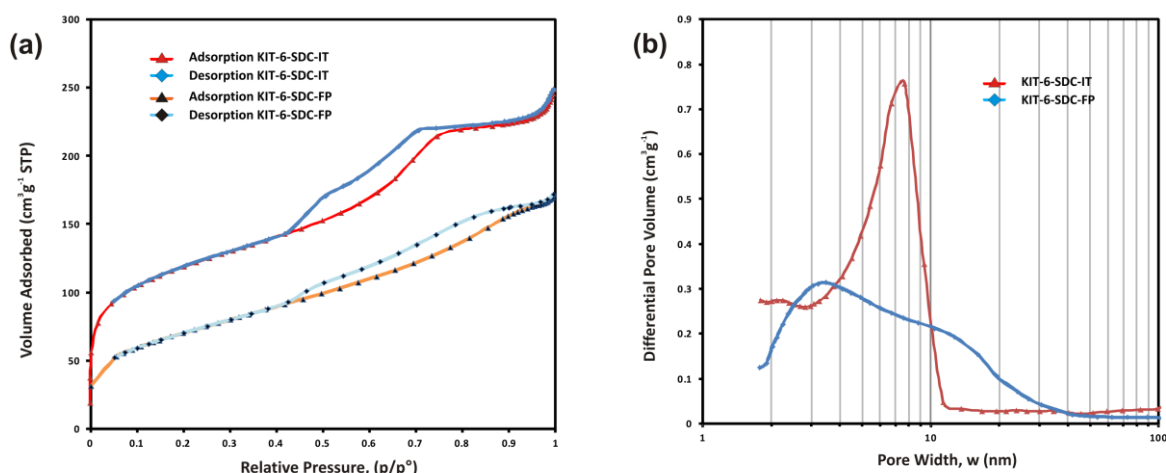 (a)
Volume Adsorbed (cm³g⁻¹ STP)
300
250
200
150
100
50
0
Adsorption KIT-6-SDC-IT
Desorption KIT-6-SDC-IT
Adsorption KIT-6-SDC-FP
Desorption KIT-6-SDC-FP
0 0.1 0.2 0.3 0.4 0.5 0.6 0.7 0.8 0.9 1
Relative Pressure, (p/p°)
(b)
Differential Pore Volume (cm³g⁻¹)
0.9
0.8
0.7
0.6
0.5
0.4
0.3
0.2
0.1
0
KIT-6-SDC-IT
KIT-6-SDC-FP
1 10 100
Pore Width, w (nm)